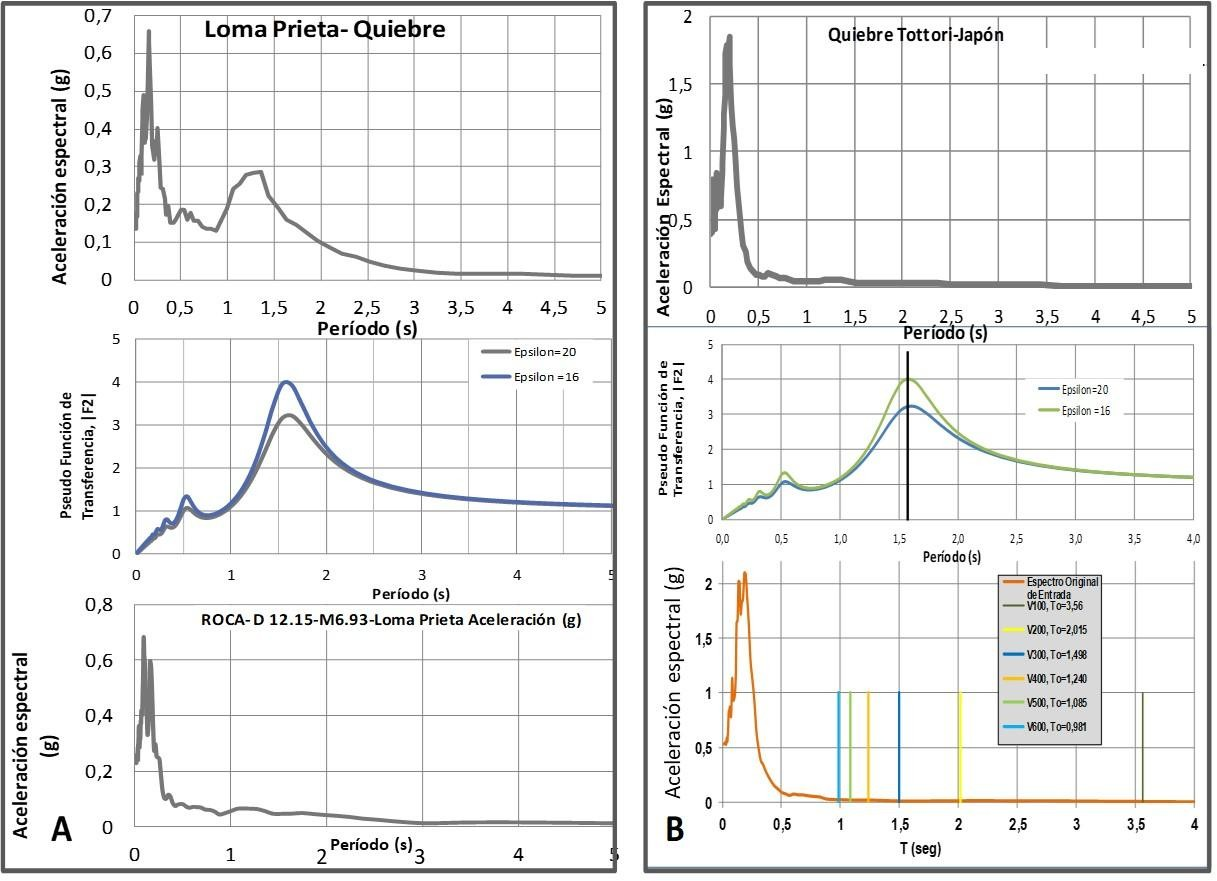 Loma Prieta- Quiebre
Aceleración espectral (g)
0,7
0,6
0,5
0,4
0,3
0,2
0,1
0
0 0,5 1 1,5 2 2,5 3 3,5 4 4,5 5
Período (s)
Pseudo Función de
Transferencia, |F2|
5
4
3
2
1
0
Epsilon=20
Epsilon =16
0 1 2 3 4 5
Período (s)
ROCA- D 12.15-M6.93-Loma Prieta Aceleración (g)
Aceleración espectral
(g)
0,8
0,6
0,4
0,2
0
0 1 2 3 4 5
Período (s)
A
Quiebre Tottori-Japón
Aceleración Espectral (g)
2
1,5
1
0,5
0
0 0,5 1 1,5 2 2,5 3 3,5 4 4,5 5
Período (s)
Pseudo Función de
Transferencia, |F2|
5
4
3
2
1
0
Epsilon=20
Epsilon =16
0,0 0,5 1,0 1,5 2,0 2,5 3,0 3,5 4,0
Período (s)
Aceleración espectral (g)
2
1,5
1
0,5
0
Espectro Original
de Entrada
V100, To=3,56
V200, To=2,015
V300, To=1,498
V400, To=1,240
V500, To=1,085
V600, To=0,981
0 0,5 1 1,5 2 2,5 3 3,5 4
T (seg)
B